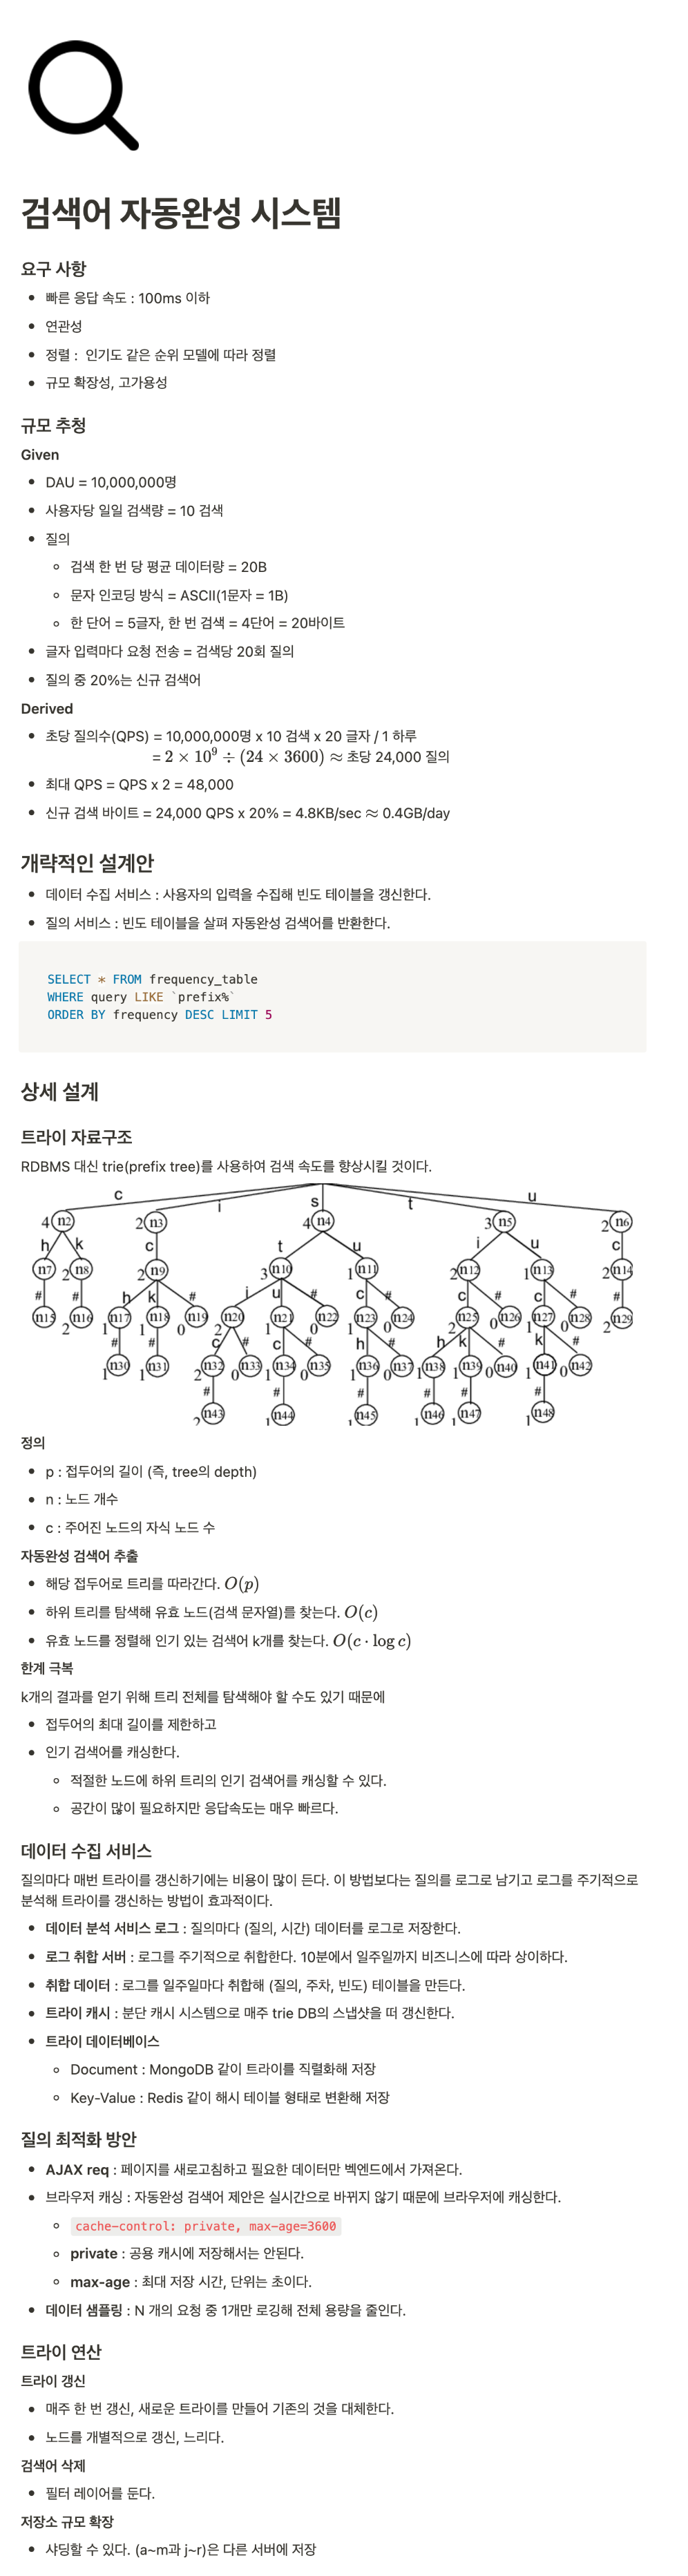 검색어 자동완성 시스템
요구 사항
• 빠른 응답 속도 : 100ms 이하
• 연관성
• 정렬 : 인기도 같은 순위 모델에 따라 정렬
• 규모 확장성, 고가용성
규모 추청
Given
• DAU = 10,000,000명
• 사용자당 일일 검색량 = 10 검색
• 질의
◦ 검색 한 번 당 평균 데이터량 = 20B
◦ 문자 인코딩 방식 = ASCII(1문자 = 1B)
◦ 한 단어 = 5글자, 한 번 검색 = 4단어 = 20바이트
• 글자 입력마다 요청 전송 = 검색당 20회 질의
• 질의 중 20%는 신규 검색어
Derived
• 초당 질의수(QPS) = 10,000,000명 x 10 검색 x 20 글자 / 1 하루
= 2 × 10⁹ ÷ (24 × 3600) ≈ 초당 24,000 질의
• 최대 QPS = QPS x 2 = 48,000
• 신규 검색 바이트 = 24,000 QPS x 20% = 4.8KB/sec ≈ 0.4GB/day
개략적인 설계안
• 데이터 수집 서비스 : 사용자의 입력을 수집해 빈도 테이블을 갱신한다.
• 질의 서비스 : 빈도 테이블을 살펴 자동완성 검색어를 반환한다.
SELECT * FROM frequency_table
WHERE query LIKE `prefix%`
ORDER BY frequency DESC LIMIT 5
상세 설계
트라이 자료구조
RDBMS 대신 trie(prefix tree)를 사용하여 검색 속도를 향상시킬 것이다.
c i s t u
4 n2 2 n3 4 n4 3 n5 2 n6
h k c t u i u c
n7 2 n8 2 n9 3 n10 1 n11 2 n12 1 n13 2 n14
# # h k # i u # c # c # c # #
n15 2 n16 1 n17 1 n18 0 n19 2 n20 1 n21 0 n22 1 n23 0 n24 2 n25 0 n26 1 n27 0 n28 2 n29
# # c # c # h # h k # k #
1 n30 1 n31 2 n32 0 n33 1 n34 0 n35 1 n36 0 n37 1 n38 1 n39 0 n40 1 n41 0 n42
# # # # # #
2 n43 1 n44 1 n45 1 n46 1 n47 1 n48
정의
• p : 접두어의 길이 (즉, tree의 depth)
• n : 노드 개수
• c : 주어진 노드의 자식 노드 수
자동완성 검색어 추출
• 해당 접두어로 트리를 따라간다. O(p)
• 하위 트리를 탐색해 유효 노드(검색 문자열)를 찾는다. O(c)
• 유효 노드를 정렬해 인기 있는 검색어 k개를 찾는다. O(c · log c)
한계 극복
k개의 결과를 얻기 위해 트리 전체를 탐색해야 할 수도 있기 때문에
• 접두어의 최대 길이를 제한하고
• 인기 검색어를 캐싱한다.
◦ 적절한 노드에 하위 트리의 인기 검색어를 캐싱할 수 있다.
◦ 공간이 많이 필요하지만 응답속도는 매우 빠르다.
데이터 수집 서비스
질의마다 매번 트라이를 갱신하기에는 비용이 많이 든다. 이 방법보다는 질의를 로그로 남기고 로그를 주기적으로
분석해 트라이를 갱신하는 방법이 효과적이다.
• 데이터 분석 서비스 로그 : 질의마다 (질의, 시간) 데이터를 로그로 저장한다.
• 로그 취합 서버 : 로그를 주기적으로 취합한다. 10분에서 일주일까지 비즈니스에 따라 상이하다.
• 취합 데이터 : 로그를 일주일마다 취합해 (질의, 주차, 빈도) 테이블을 만든다.
• 트라이 캐시 : 분단 캐시 시스템으로 매주 trie DB의 스냅샷을 떠 갱신한다.
• 트라이 데이터베이스
◦ Document : MongoDB 같이 트라이를 직렬화해 저장
◦ Key-Value : Redis 같이 해시 테이블 형태로 변환해 저장
질의 최적화 방안
• AJAX req : 페이지를 새로고침하고 필요한 데이터만 벡엔드에서 가져온다.
• 브라우저 캐싱 : 자동완성 검색어 제안은 실시간으로 바뀌지 않기 때문에 브라우저에 캐싱한다.
◦ cache-control: private, max-age=3600
◦ private : 공용 캐시에 저장해서는 안된다.
◦ max-age : 최대 저장 시간, 단위는 초이다.
• 데이터 샘플링 : N 개의 요청 중 1개만 로깅해 전체 용량을 줄인다.
트라이 연산
트라이 갱신
• 매주 한 번 갱신, 새로운 트라이를 만들어 기존의 것을 대체한다.
• 노드를 개별적으로 갱신, 느리다.
검색어 삭제
• 필터 레이어를 둔다.
저장소 규모 확장
• 샤딩할 수 있다. (a~m과 j~r)은 다른 서버에 저장